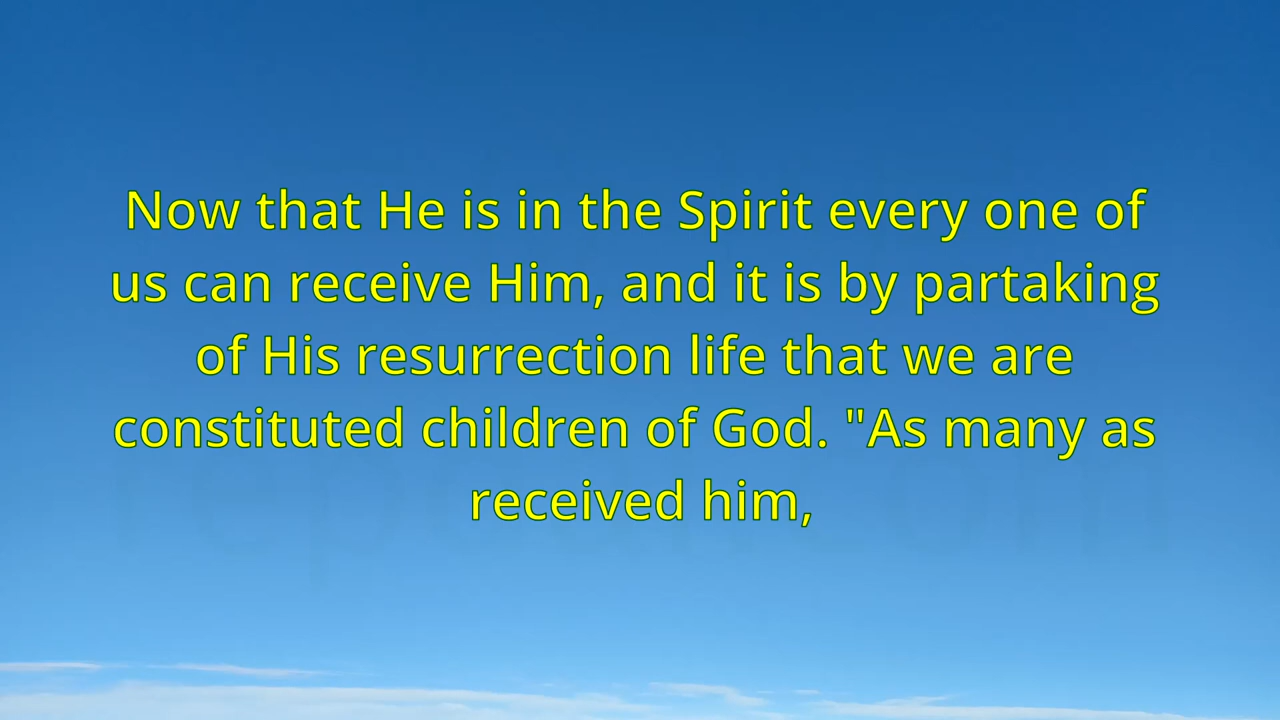 Now that He is in the Spirit every one of
us can receive Him, and it is by partaking
of His resurrection life that we are
constituted children of God. "As many as
received him,